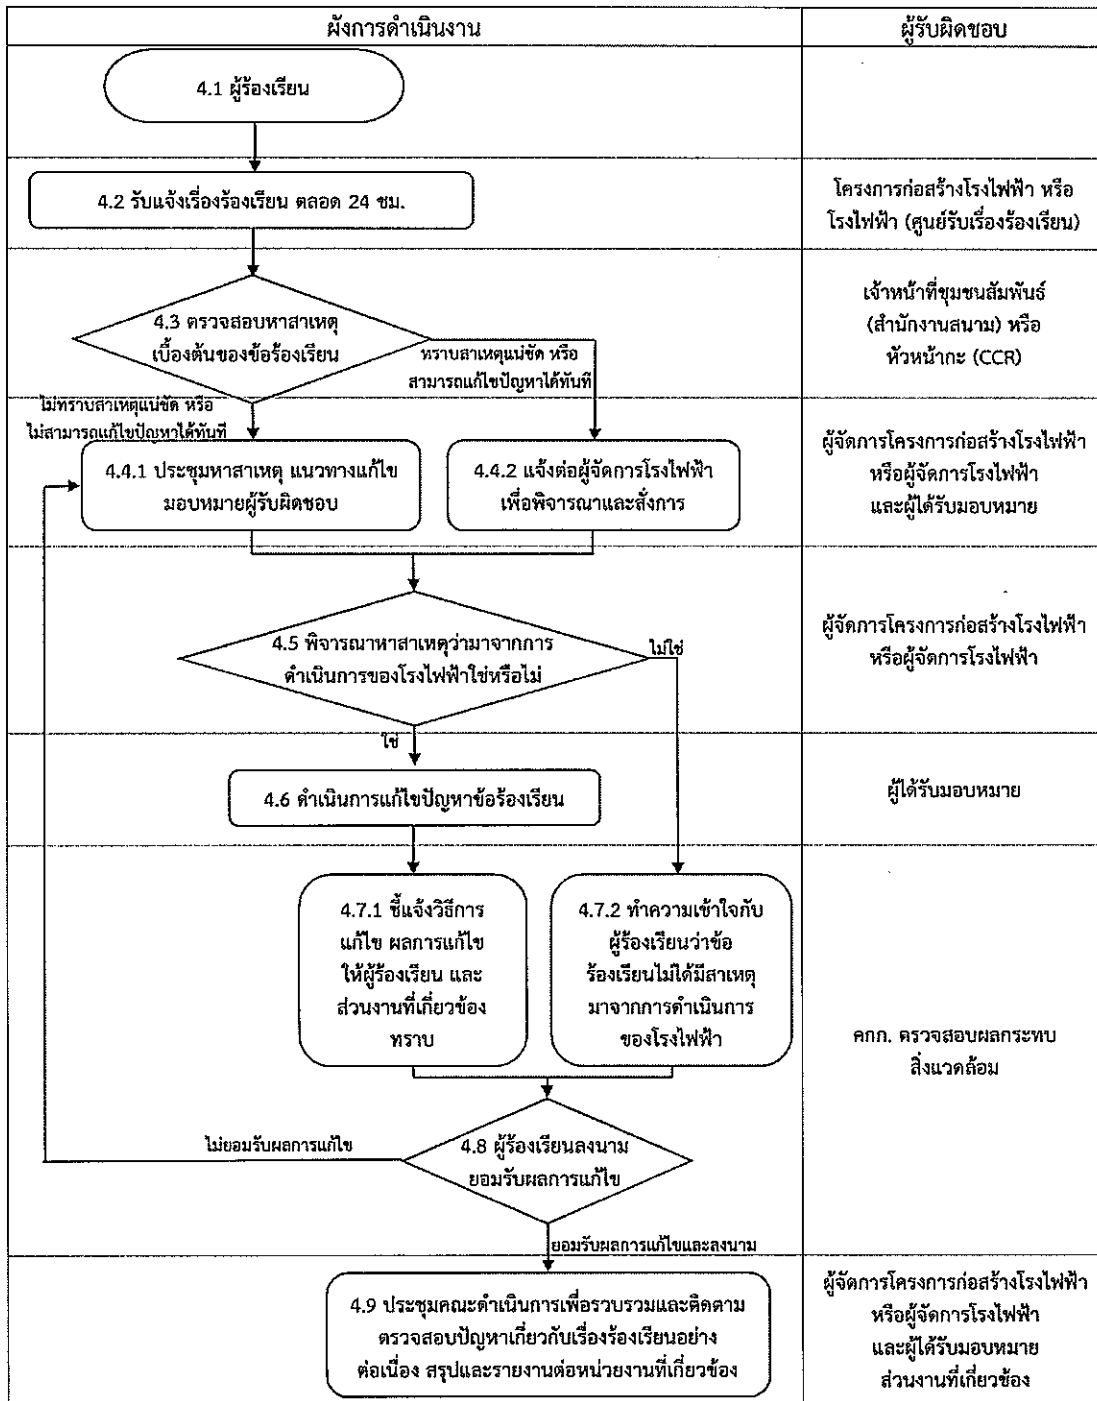 ผังการดำเนินงาน
ผู้รับผิดชอบ
4.1 ผู้ร้องเรียน
4.2 รับแจ้งเรื่องร้องเรียน ตลอด 24 ชม.
โครงการก่อสร้างโรงไฟฟ้า หรือ
โรงไฟฟ้า (ศูนย์รับเรื่องร้องเรียน)
4.3 ตรวจสอบหาสาเหตุ
เบื้องต้นของข้อร้องเรียน
เจ้าหน้าที่ชุมชนสัมพันธ์
(สำนักงานสนาม) หรือ
หัวหน้ากะ (CCR)
ทราบสาเหตุแน่ชัด หรือ
สามารถแก้ไขปัญหาได้ทันที
ไม่ทราบสาเหตุแน่ชัด หรือ
ไม่สามารถแก้ไขปัญหาได้ทันที
4.4.1 ประชุมหาสาเหตุ แนวทางแก้ไข
มอบหมายผู้รับผิดชอบ
4.4.2 แจ้งต่อผู้จัดการโรงไฟฟ้า
เพื่อพิจารณาและสั่งการ
ผู้จัดการโครงการก่อสร้างโรงไฟฟ้า
หรือผู้จัดการโรงไฟฟ้า
และผู้ได้รับมอบหมาย
4.5 พิจารณาหาสาเหตุว่ามาจากการ
ดำเนินการของโรงไฟฟ้าใช่หรือไม่
ไม่ใช่
ผู้จัดการโครงการก่อสร้างโรงไฟฟ้า
หรือผู้จัดการโรงไฟฟ้า
ใช่
4.6 ดำเนินการแก้ไขปัญหาข้อร้องเรียน
ผู้ได้รับมอบหมาย
4.7.1 ชี้แจงวิธีการ
แก้ไข ผลการแก้ไข
ให้ผู้ร้องเรียน และ
ส่วนงานที่เกี่ยวข้อง
ทราบ
4.7.2 ทำความเข้าใจกับ
ผู้ร้องเรียนว่าข้อ
ร้องเรียนไม่ได้มีสาเหตุ
มาจากการดำเนินการ
ของโรงไฟฟ้า
คกก. ตรวจสอบผลกระทบ
สิ่งแวดล้อม
ไม่ยอมรับผลการแก้ไข
4.8 ผู้ร้องเรียนลงนาม
ยอมรับผลการแก้ไข
ยอมรับผลการแก้ไขและลงนาม
4.9 ประชุมคณะดำเนินการเพื่อรวบรวมและติดตาม
ตรวจสอบปัญหาเกี่ยวกับเรื่องร้องเรียนอย่าง
ต่อเนื่อง สรุปและรายงานต่อหน่วยงานที่เกี่ยวข้อง
ผู้จัดการโครงการก่อสร้างโรงไฟฟ้า
หรือผู้จัดการโรงไฟฟ้า
และผู้ได้รับมอบหมาย
ส่วนงานที่เกี่ยวข้อง